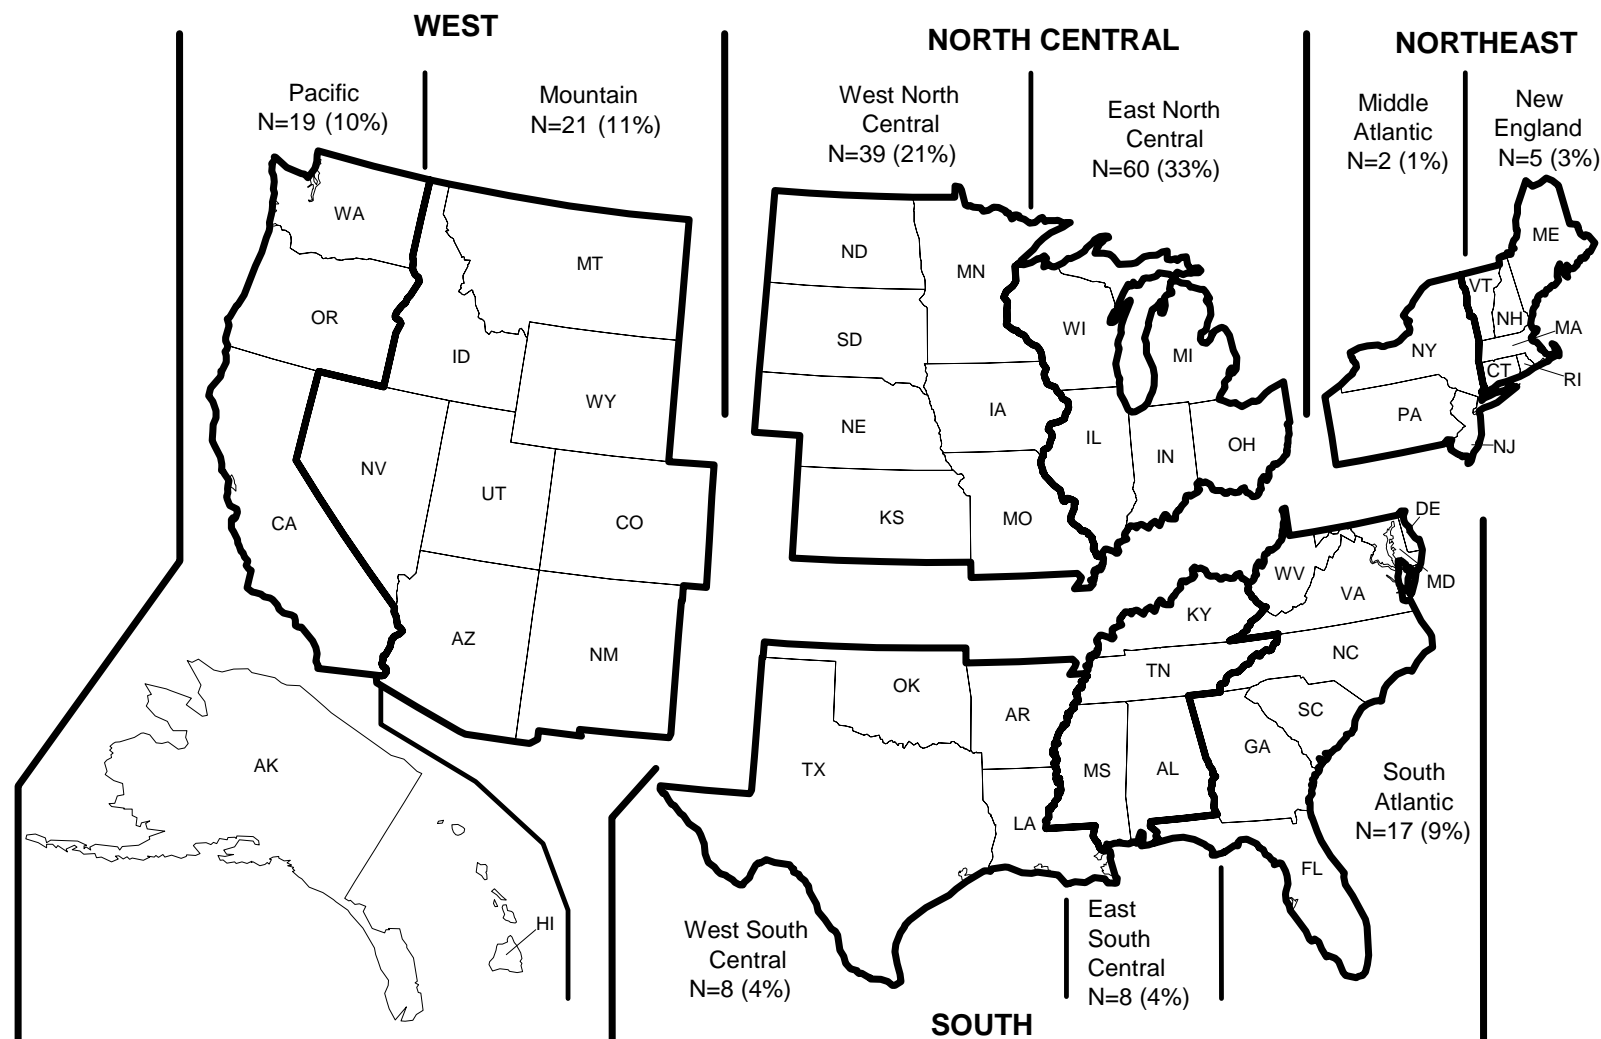 WEST
NORTH CENTRAL
NORTHEAST
Pacific
N=19 (10%)
Mountain
N=21 (11%)
West North
Central
N=39 (21%)
East North
Central
N=60 (33%)
Middle
Atlantic
N=2 (1%)
New
England
N=5 (3%)
WA
OR
CA
MT
ID
WY
NV
UT
CO
AZ
NM
AK
HI
ND
MN
SD
WI
MI
NE
IA
IL
IN
OH
KS
MO
ME
VT
NH
MA
NY
CT
RI
PA
NJ
DE
MD
WV
VA
KY
NC
TN
SC
OK
AR
GA
TX
MS
AL
LA
FL
South
Atlantic
N=17 (9%)
West South
Central
N=8 (4%)
East
South
Central
N=8 (4%)
SOUTH